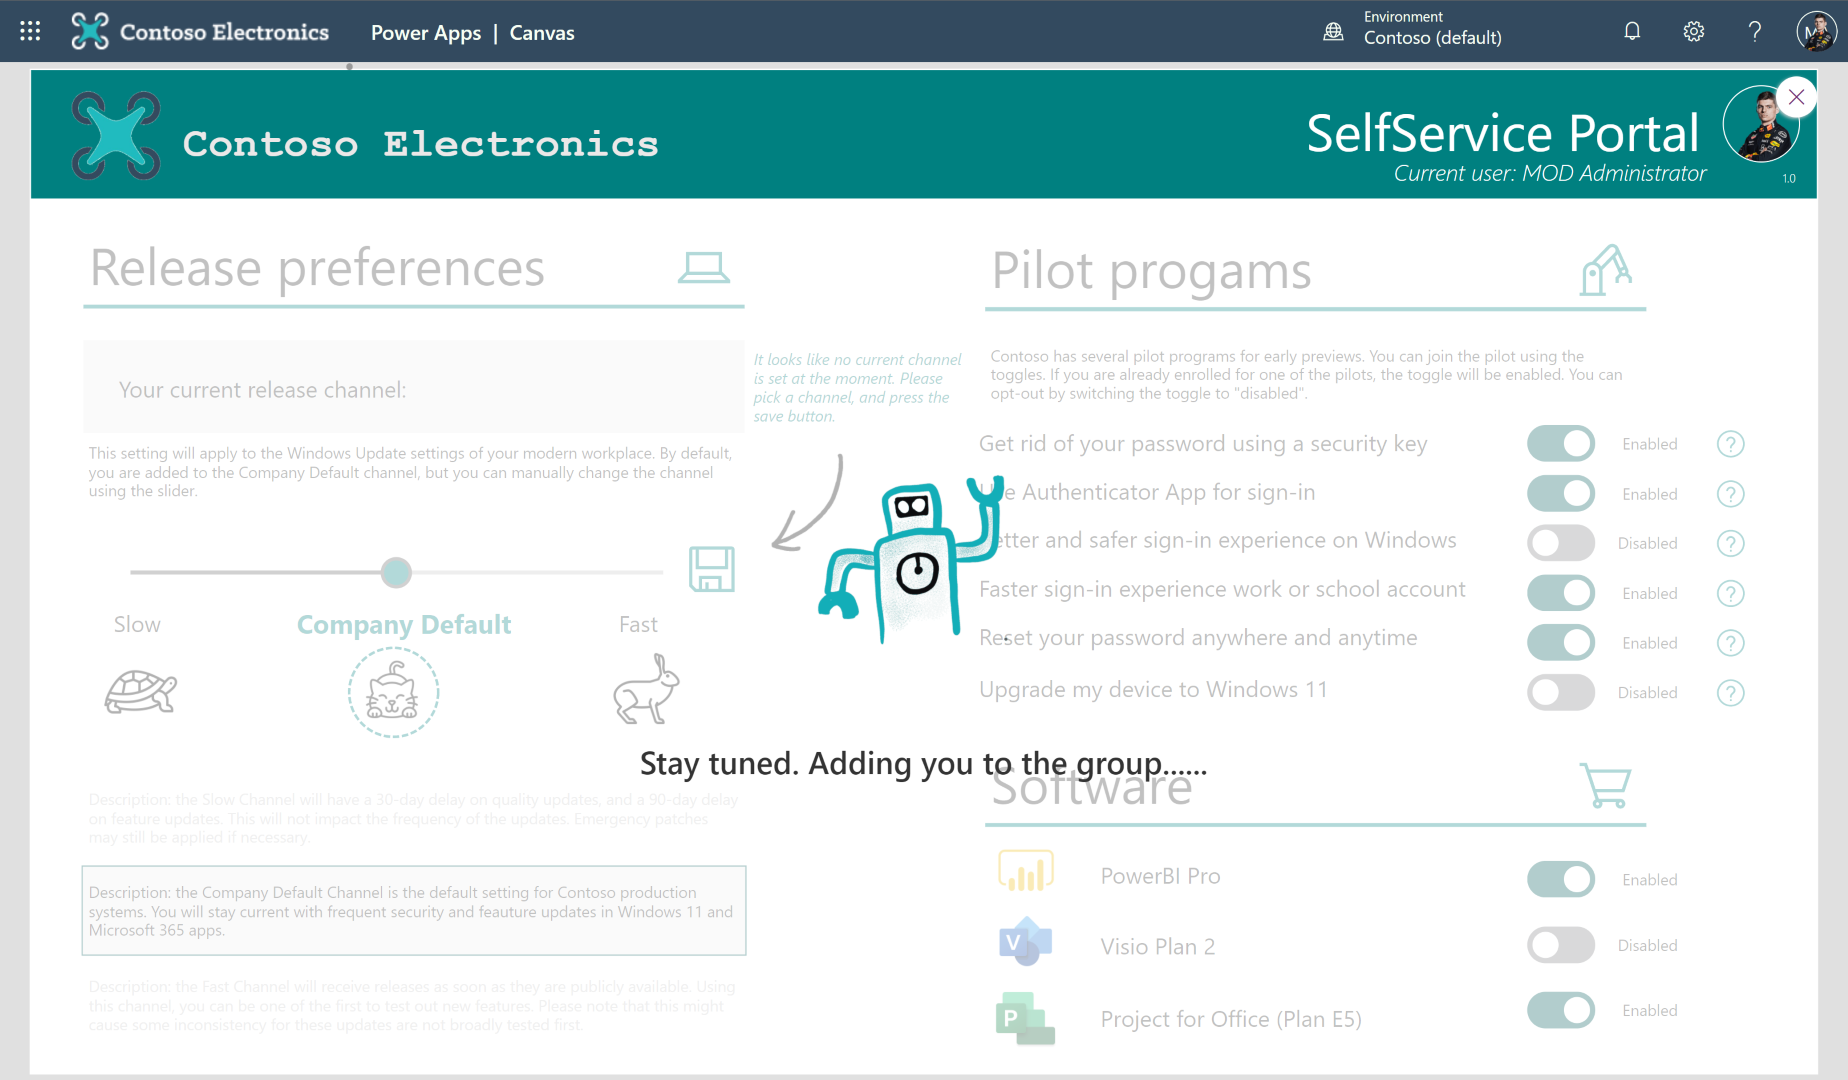 Contoso Electronics
Power Apps | Canvas
Environment
Contoso (default)
Contoso Electronics
SelfService Portal
Current user: MOD Administrator
1.0
Release preferences
Your current release channel:
It looks like no current channel
is set at the moment. Please
pick a channel, and press the
save button.
This setting will apply to the Windows Update settings of your modern workplace. By default,
you are added to the Company Default channel, but you can manually change the channel
using the slider.
Slow
Company Default
Fast
Stay tuned. Adding you to the group......
Description: the Slow Channel will have a 30-day delay on quality updates, and a 90-day delay
on feature updates. This will not impact the frequency of the updates. Emergency patches
may still be applied if necessary.
Description: the Company Default Channel is the default setting for Contoso production
systems. You will stay current with frequent security and feauture updates in Windows 11 and
Microsoft 365 apps.
Description: the Fast Channel will receive releases as soon as they are publicly available. Using
this channel, you can be one of the first to test out new features. Please note that this might
cause some inconsistency for these updates are not broadly tested first.
Pilot progams
Contoso has several pilot programs for early previews. You can join the pilot using the
toggles. If you are already enrolled for one of the pilots, the toggle will be enabled. You can
opt-out by switching the toggle to "disabled".
Get rid of your password using a security key
Enabled
Use Authenticator App for sign-in
Enabled
etter and safer sign-in experience on Windows
Disabled
Faster sign-in experience work or school account
Enabled
Reset your password anywhere and anytime
Enabled
Upgrade my device to Windows 11
Disabled
Software
PowerBI Pro
Enabled
V
Visio Plan 2
Disabled
P
Project for Office (Plan E5)
Enabled